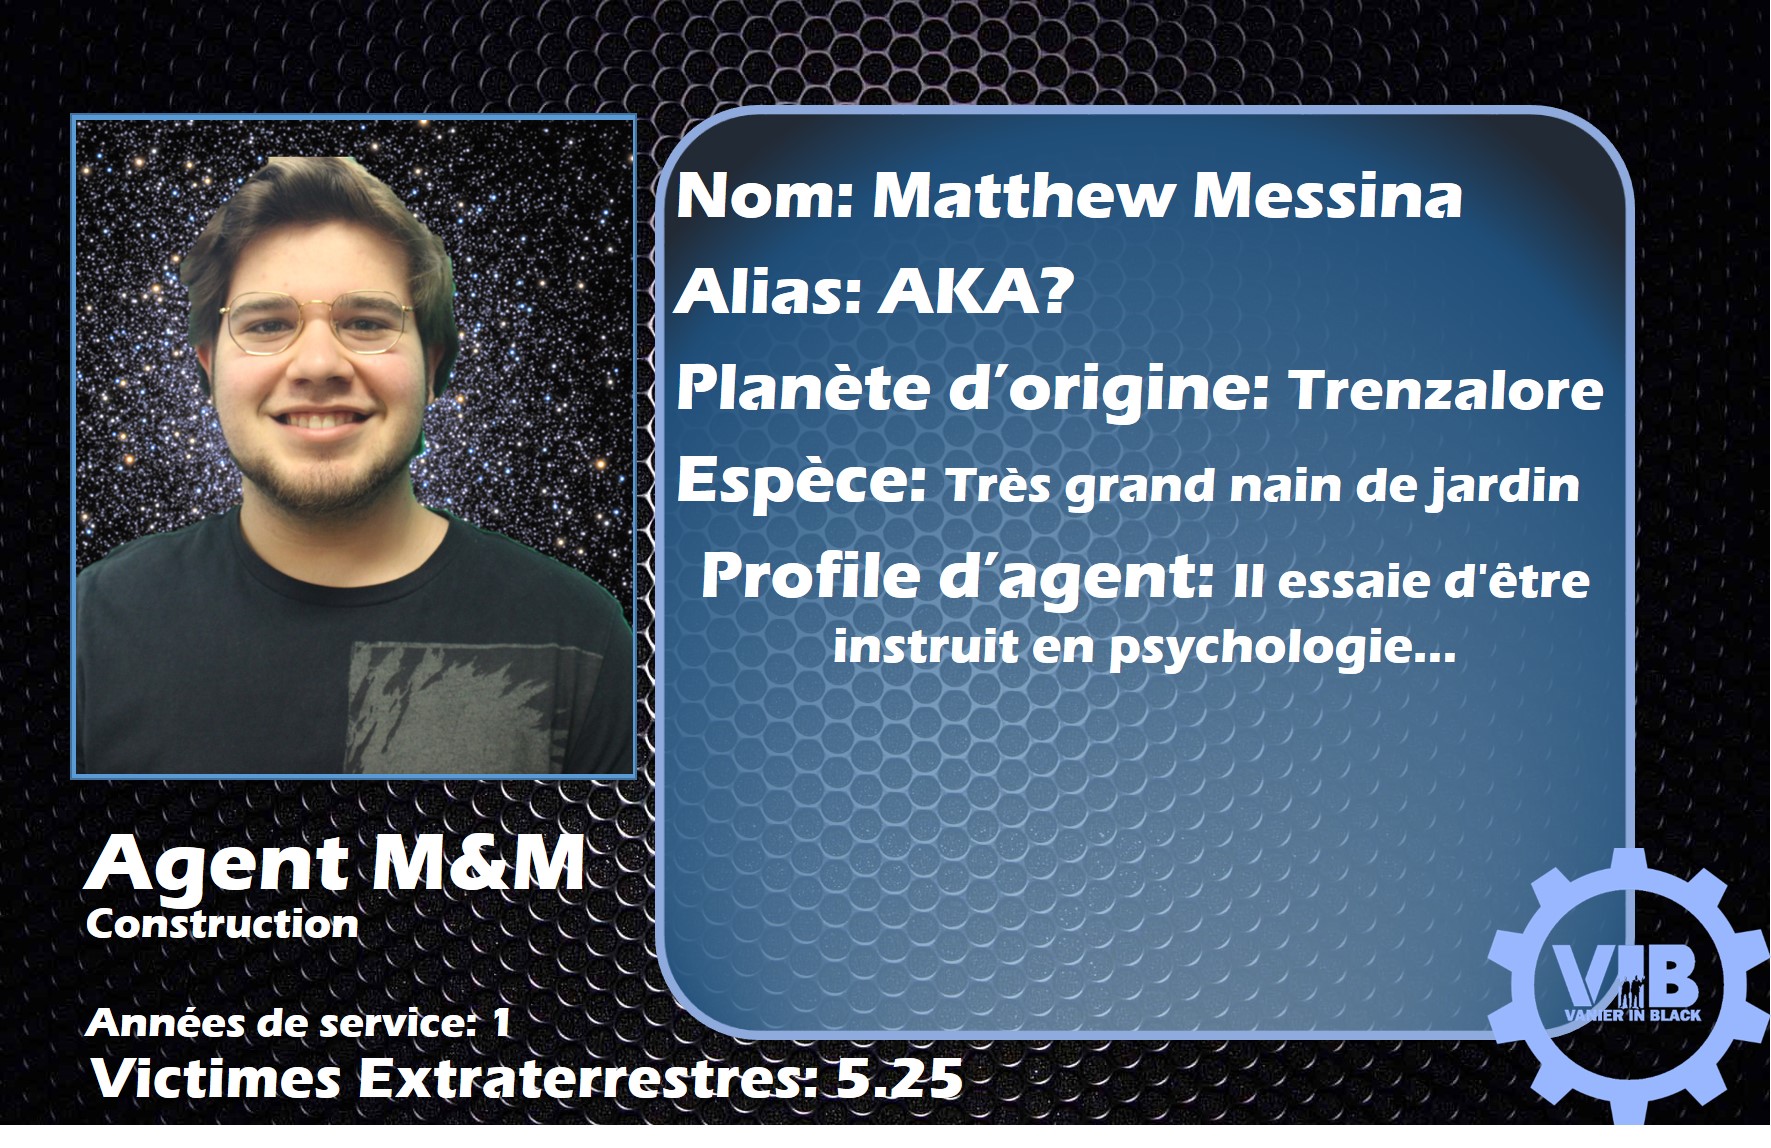 Nom: Matthew Messina
Alias: AKA?
Planète d’origine: Trenzalore
Espèce: Très grand nain de jardin
Profile d’agent: Il essaie d'être
instruit en psychologie...
Agent M&M
Construction
Années de service: 1
Victimes Extraterrestres: 5.25
VIB
VANIER IN BLACK